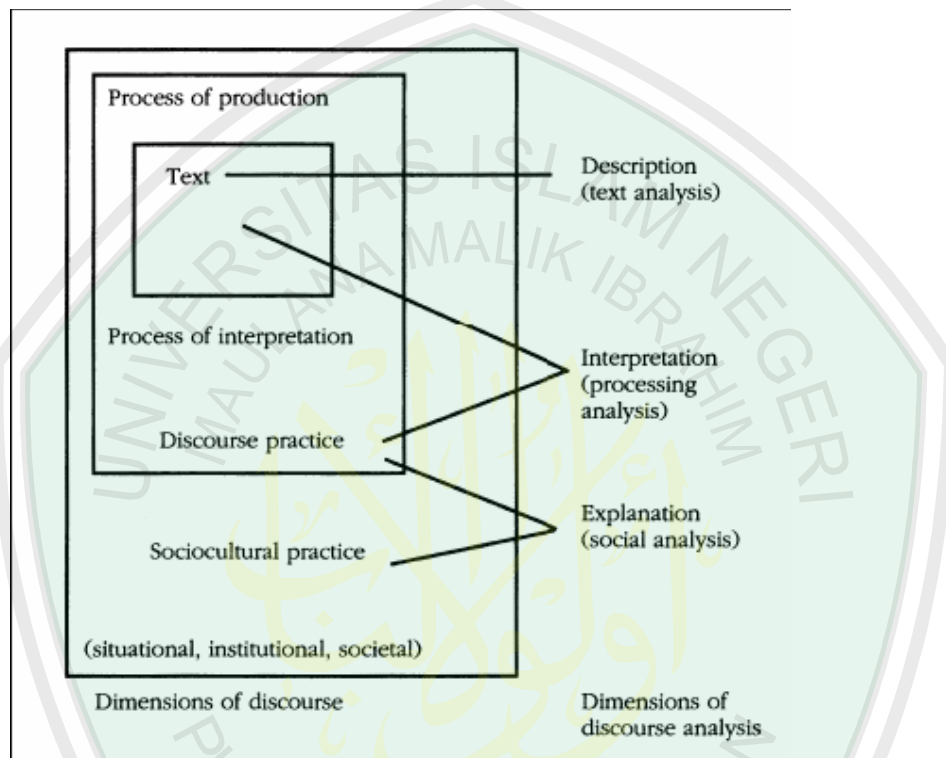 Process of production
Text
Description
(text analysis)
Process of interpretation
Interpretation
(processing
analysis)
Discourse practice
Explanation
(social analysis)
Sociocultural practice
(situational, institutional, societal)
Dimensions of discourse
Dimensions of
discourse analysis
UNIVERSITAS ISLAM NEGERI
MAULANA MALIK IBRAHIM